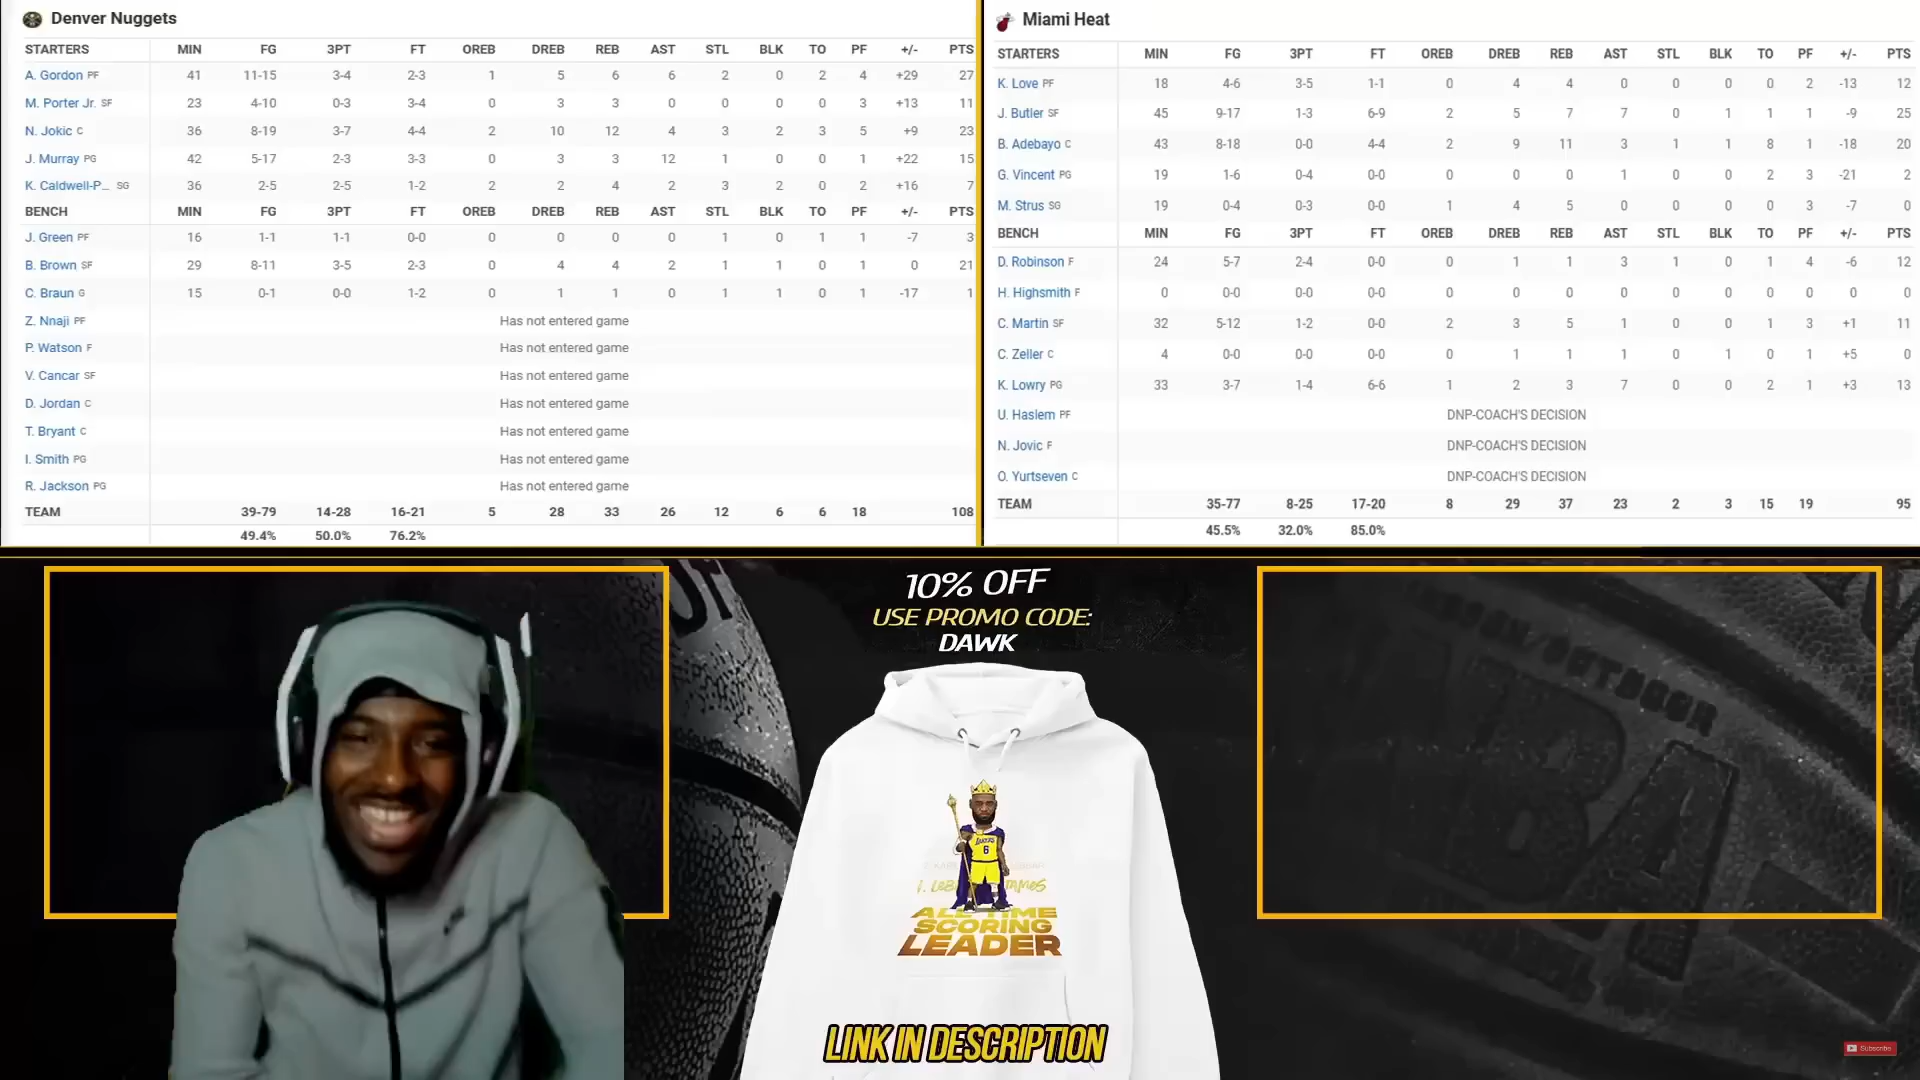 Denver Nuggets
STARTERS MIN FG 3PT FT OREB DREB REB AST STL BLK TO PF +/- PTS
A. Gordon PF 41 11-15 3-4 2-3 1 5 6 6 2 0 2 4 +29 27
M. Porter Jr. SF 23 4-10 0-3 3-4 0 3 3 0 0 0 0 3 +13 11
N. Jokic C 36 8-19 3-7 4-4 2 10 12 4 3 2 3 5 +9 23
J. Murray PG 42 5-17 2-3 3-3 0 3 3 12 1 0 0 1 +22 15
K. Caldwell-P... SG 36 2-5 2-5 1-2 2 2 4 2 3 2 0 2 +16 7
BENCH MIN FG 3PT FT OREB DREB REB AST STL BLK TO PF +/- PTS
J. Green PF 16 1-1 1-1 0-0 0 0 0 0 1 0 1 1 -7 3
B. Brown SF 29 8-11 3-5 2-3 0 4 4 2 1 1 0 1 0 21
C. Braun G 15 0-1 0-0 1-2 0 1 1 0 1 1 0 1 -17 1
Z. Nnaji PF Has not entered game
P. Watson F Has not entered game
V. Cancar SF Has not entered game
D. Jordan C Has not entered game
T. Bryant C Has not entered game
I. Smith PG Has not entered game
R. Jackson PG Has not entered game
TEAM 39-79 14-28 16-21 5 28 33 26 12 6 6 18 108
49.4% 50.0% 76.2%
Miami Heat
STARTERS MIN FG 3PT FT OREB DREB REB AST STL BLK TO PF +/- PTS
K. Love PF 18 4-6 3-5 1-1 0 4 4 0 0 0 0 2 -13 12
J. Butler SF 45 9-17 1-3 6-9 2 5 7 7 0 1 1 1 -9 25
B. Adebayo C 43 8-18 0-0 4-4 2 9 11 3 1 1 8 1 -18 20
G. Vincent PG 19 1-6 0-4 0-0 0 0 0 1 0 0 2 3 -21 2
M. Strus SG 19 0-4 0-3 0-0 1 4 5 0 0 0 0 3 -7 0
BENCH MIN FG 3PT FT OREB DREB REB AST STL BLK TO PF +/- PTS
D. Robinson F 24 5-7 2-4 0-0 0 1 1 3 1 0 1 4 -6 12
H. Highsmith F 0 0-0 0-0 0-0 0 0 0 0 0 0 0 0 0 0
C. Martin SF 32 5-12 1-2 0-0 2 3 5 1 0 0 1 3 +1 11
C. Zeller C 4 0-0 0-0 0-0 0 1 1 1 0 1 0 1 +5 0
K. Lowry PG 33 3-7 1-4 6-6 1 2 3 7 0 0 2 1 +3 13
U. Haslem PF DNP-COACH'S DECISION
N. Jovic F DNP-COACH'S DECISION
O. Yurtseven C DNP-COACH'S DECISION
TEAM 35-77 8-25 17-20 8 29 37 23 2 3 15 19 95
45.5% 32.0% 85.0%
10% OFF
USE PROMO CODE:
DAWK
LAKERS
6
ALL TIME
SCORING
LEADER
LINK IN DESCRIPTION
Subscribe